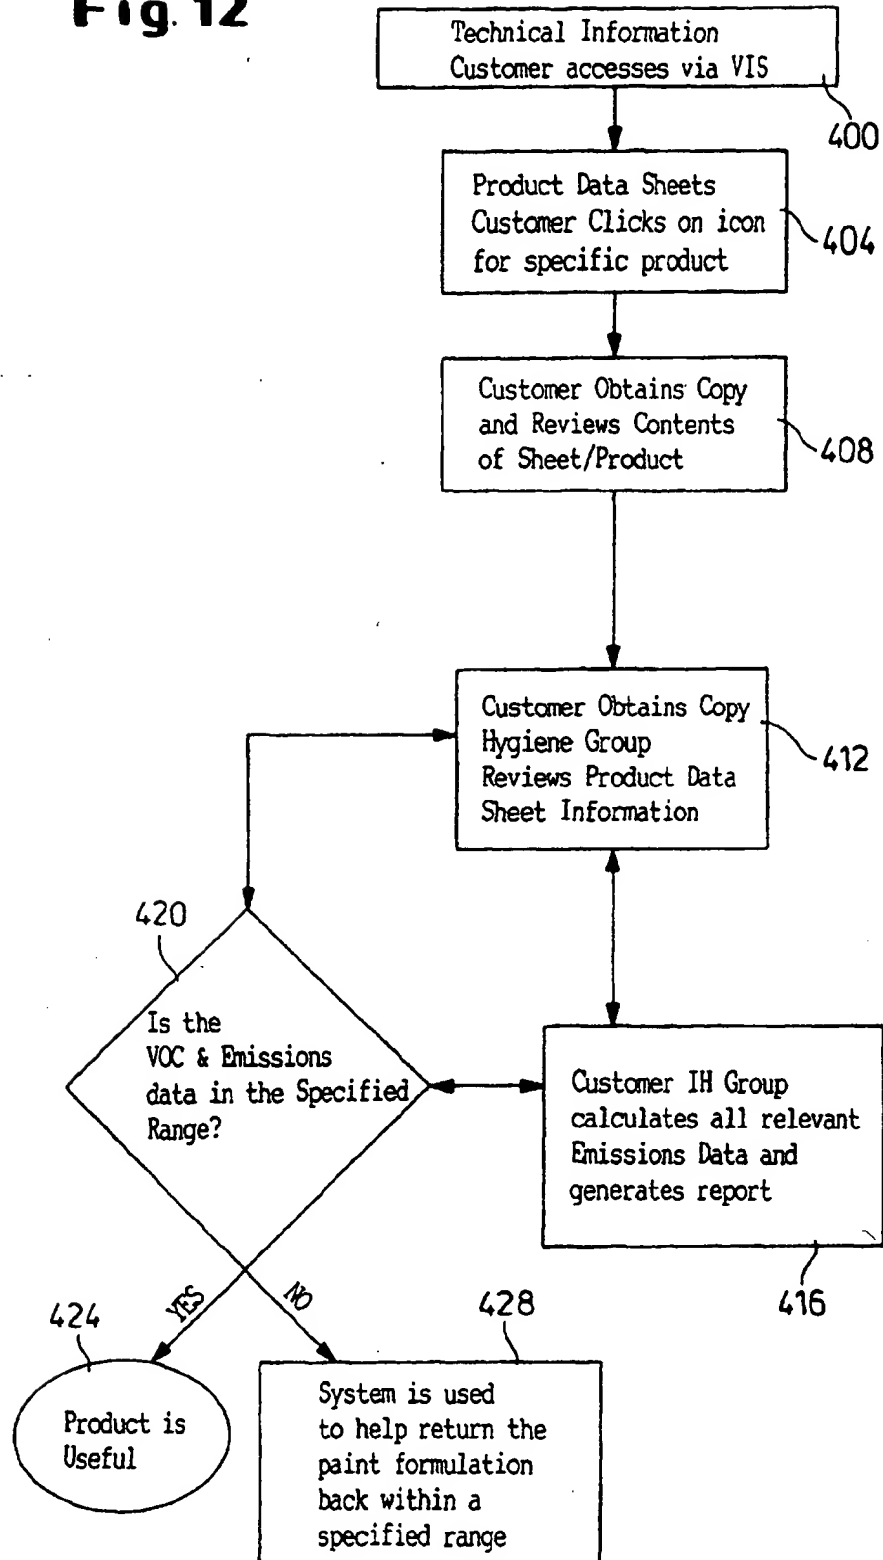 Fig. 12
Technical Information
Customer accesses via VIS
400
Product Data Sheets
Customer Clicks on icon
for specific product
404
Customer Obtains Copy
and Reviews Contents
of Sheet/Product
408
Customer Obtains Copy
Hygiene Group
Reviews Product Data
Sheet Information
412
420
Is the
VOC & Emissions
data in the Specified
Range?
Customer IH Group
calculates all relevant
Emissions Data and
generates report
416
YES
NO
424
Product is
Useful
428
System is used
to help return the
paint formulation
back within a
specified range